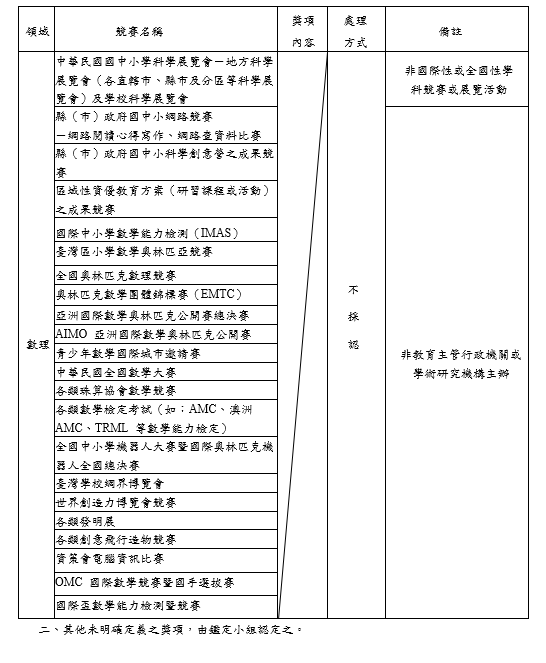 領域
競賽名稱
獎項
內容
處理
方式
備註
數理
中華民國國中小學科學展覽會－地方科學
展覽會（各直轄市、縣市及分區等科學展
覽會）及學校科學展覽會
縣（市）政府國中小網路競賽
－網路閱讀心得寫作、網路查資料比賽
縣（市）政府國中小科學創意營之成果競
賽
區域性資優教育方案（研習課程或活動）
之成果競賽
國際中小學數學能力檢測（IMAS）
臺灣區小學數學奧林匹亞競賽
全國奧林匹克數理競賽
奧林匹克數學團體錦標賽（EMTC）
亞洲國際數學奧林匹克公開賽總決賽
AIMO 亞洲國際數學奧林匹克公開賽
青少年數學國際城市邀請賽
中華民國全國數學大賽
各類珠算協會數學競賽
各類數學檢定考試（如：AMC、澳洲
AMC、TRML 等數學能力檢定）
全國中小學機器人大賽暨國際奧林匹克機
器人全國總決賽
臺灣學校網界博覽會
世界創造力博覽會競賽
各類發明展
各類創意飛行造物競賽
資策會電腦資訊比賽
OMC 國際數學競賽暨國手選拔賽
國際盃數學能力檢測暨競賽
不
採
認
非國際性或全國性學
科競賽或展覽活動
非教育主管行政機關或
學術研究機構主辦
二、其他未明確定義之獎項，由鑑定小組認定之。